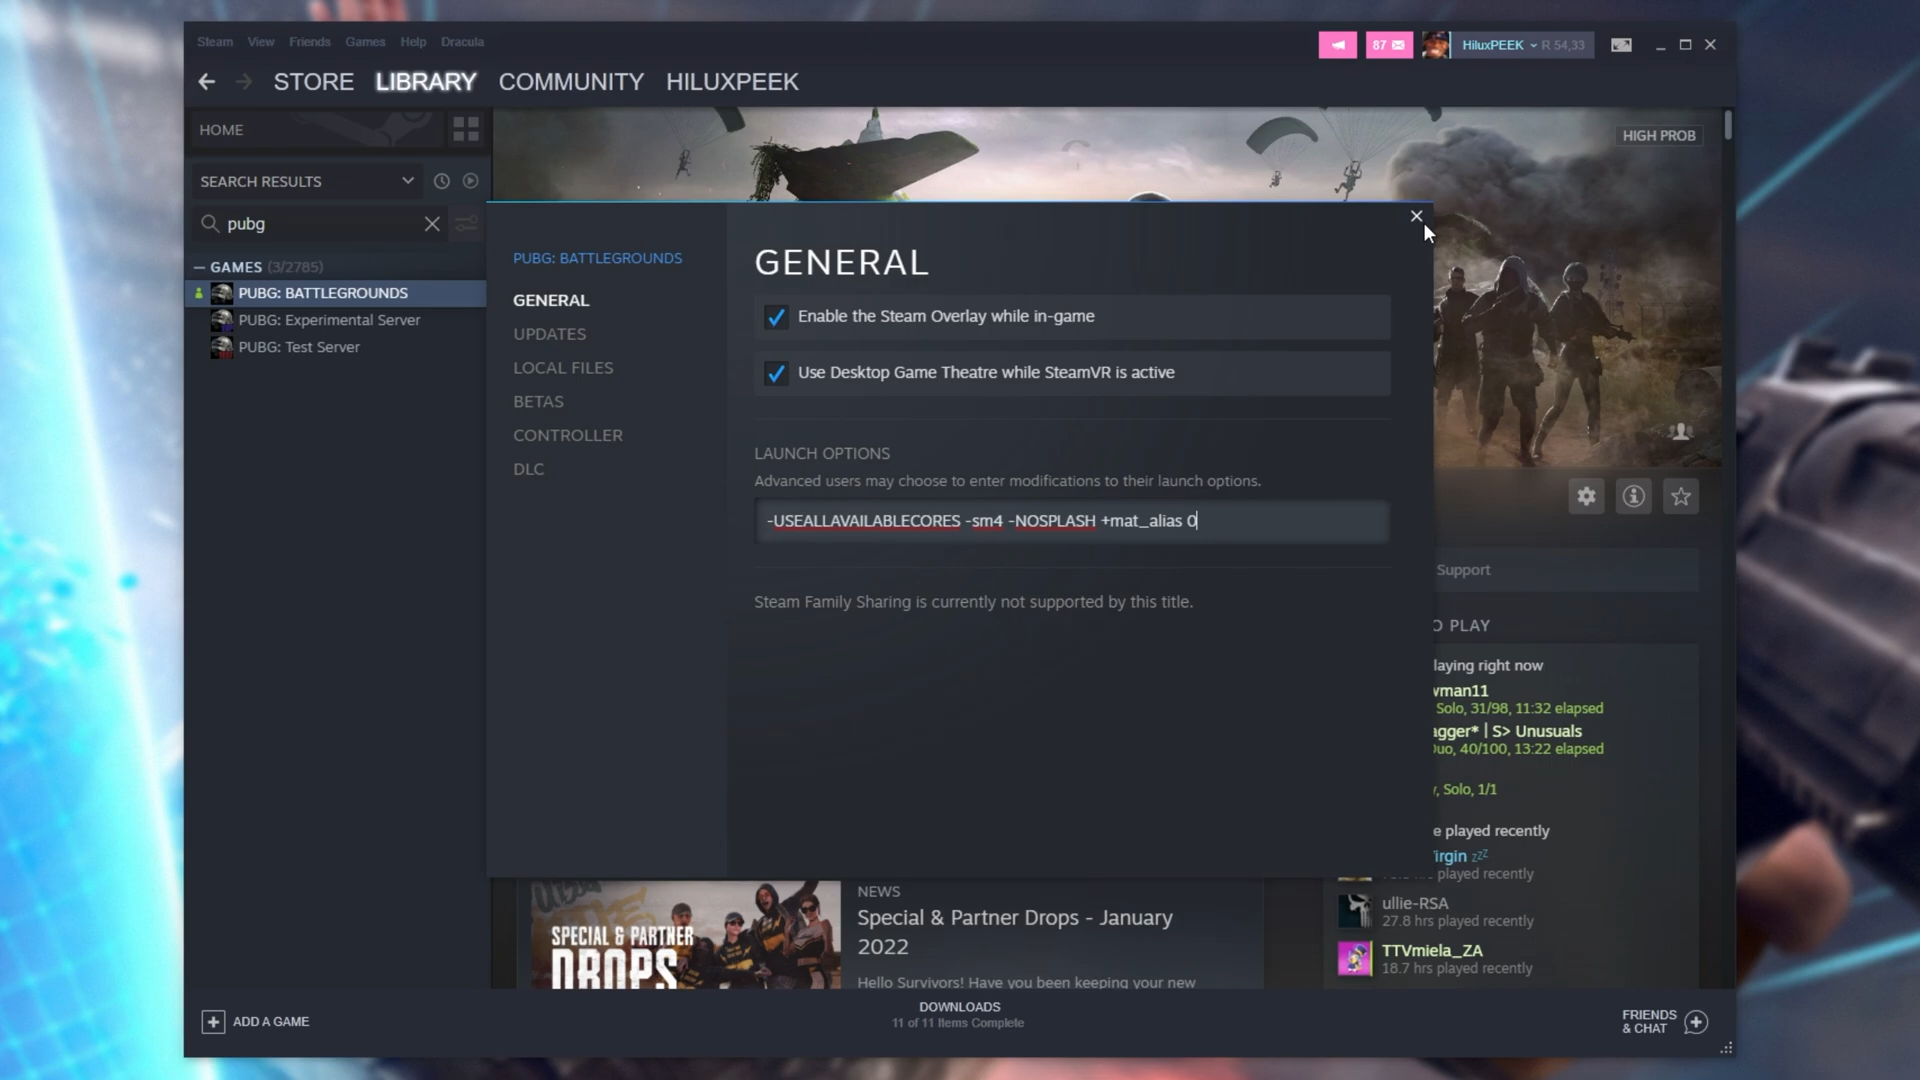 Steam View Friends Games Help Dracula
87
HiluxPEEK R 54,33
STORE LIBRARY COMMUNITY HILUXPEEK
HOME
HIGH PROB
SEARCH RESULTS
pubg
GAMES (3/2785)
PUBG: BATTLEGROUNDS
PUBG: Experimental Server
PUBG: Test Server
PUBG: BATTLEGROUNDS
GENERAL
UPDATES
LOCAL FILES
BETAS
CONTROLLER
DLC
GENERAL
Enable the Steam Overlay while in-game
Use Desktop Game Theatre while SteamVR is active
LAUNCH OPTIONS
Advanced users may choose to enter modifications to their launch options.
-USEALLAVAILABLECORES -sm4 -NOSPLASH +mat_alias 0
Steam Family Sharing is currently not supported by this title.
Support
O PLAY
laying right now
wman11
Solo, 31/98, 11:32 elapsed
agger* | S> Unusuals
Duo, 40/100, 13:22 elapsed
, Solo, 1/1
e played recently
irgin zzz
played recently
ullie-RSA
27.8 hrs played recently
TTVmiela_ZA
18.7 hrs played recently
SPECIAL & PARTNER
DROPS
NEWS
Special & Partner Drops - January
2022
Hello Survivors! Have you been keeping your new
ADD A GAME
DOWNLOADS
11 of 11 Items Complete
FRIENDS
& CHAT